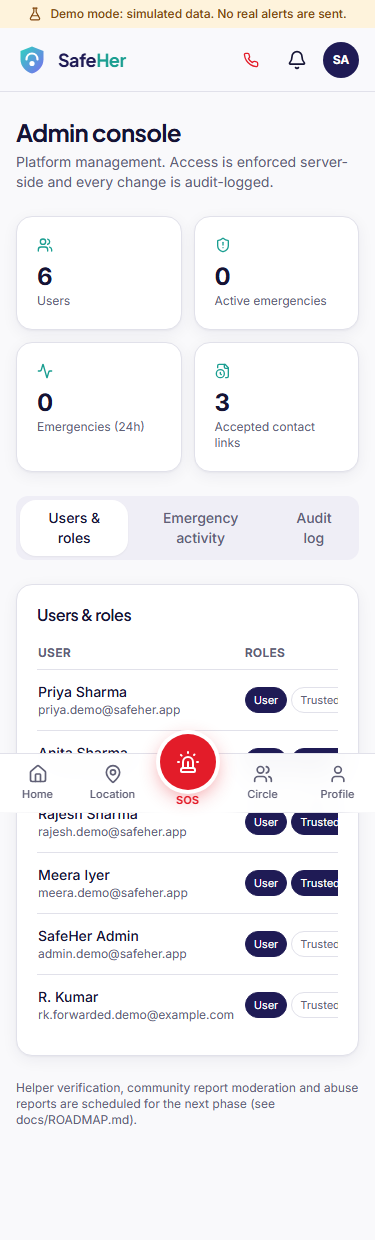 Demo mode: simulated data. No real alerts are sent.
SafeHer
SA
Admin console
Platform management. Access is enforced server-
side and every change is audit-logged.
6
Users
0
Active emergencies
0
Emergencies (24h)
3
Accepted contact
links
Users &
roles
Emergency
activity
Audit
log
Users & roles
USER
ROLES
Priya Sharma
User
Trusted
priya.demo@safeher.app
Anita Sharma
Home
Location
SOS
Circle
Profile
Rajesh Sharma
User
Trusted
rajesh.demo@safeher.app
Meera Iyer
User
Trusted
meera.demo@safeher.app
SafeHer Admin
User
Trusted
admin.demo@safeher.app
R. Kumar
User
Trusted
rk.forwarded.demo@example.com
Helper verification, community report moderation and abuse
reports are scheduled for the next phase (see
docs/ROADMAP.md).